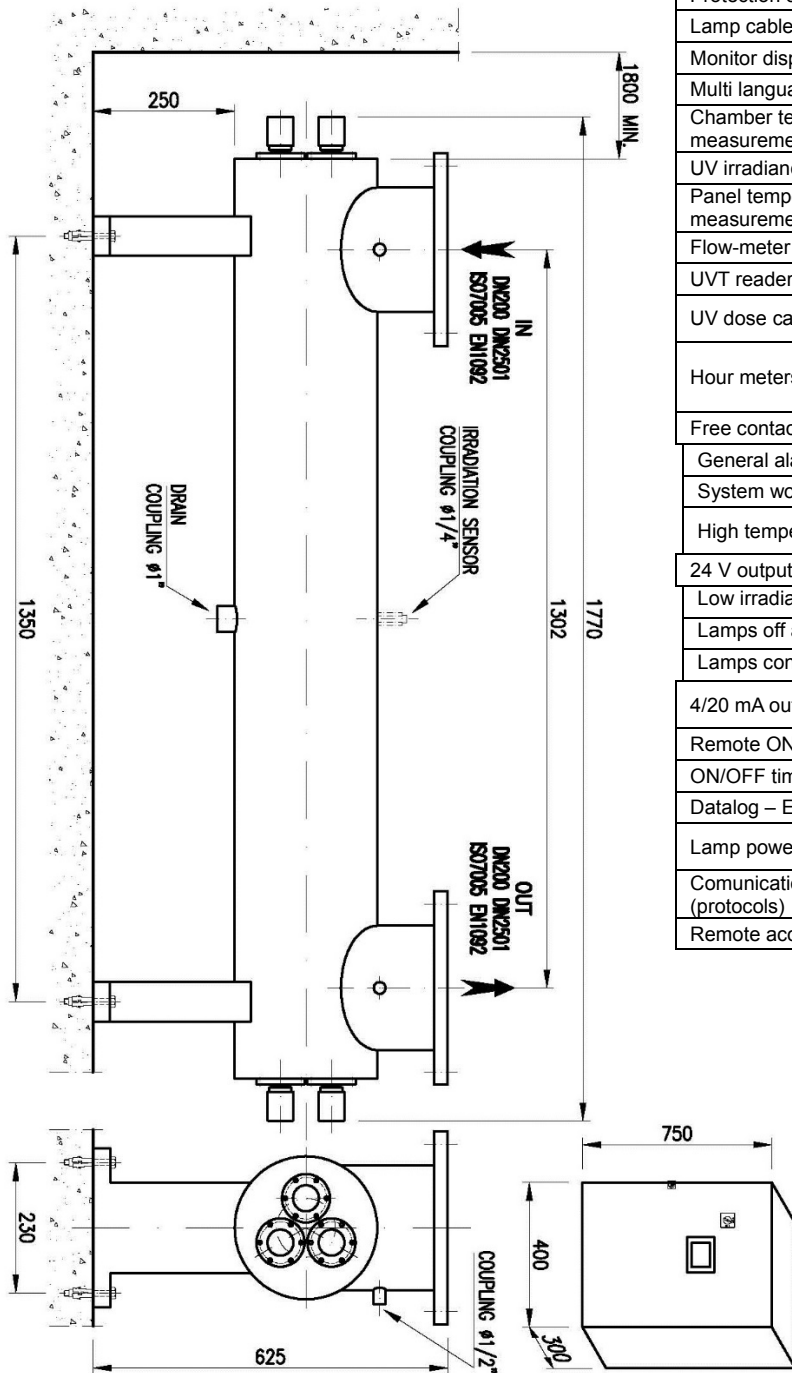 1800 MIN.
250
1770
1302
IN
DN200 DIN2501
ISO7005 EN1092
IRRADIATION SENSOR
COUPLING ø1/4"
DRAIN
COUPLING ø1"
OUT
DN200 DIN2501
ISO7005 EN1092
1350
230
625
COUPLING ø1/2"
750
400
300
Protection
Lamp cable
Monitor disp
Multi langua
Chamber te
measureme
UV irradianc
Panel temp
measureme
Flow-meter
UVT reader
UV dose ca
Hour meters
Free contac
General ala
System wo
High tempe
24 V output
Low irradia
Lamps off a
Lamps con
4/20 mA ou
Remote ON
ON/OFF tim
Datalog – E
Lamp powe
Comunicatio
(protocols)
Remote acc